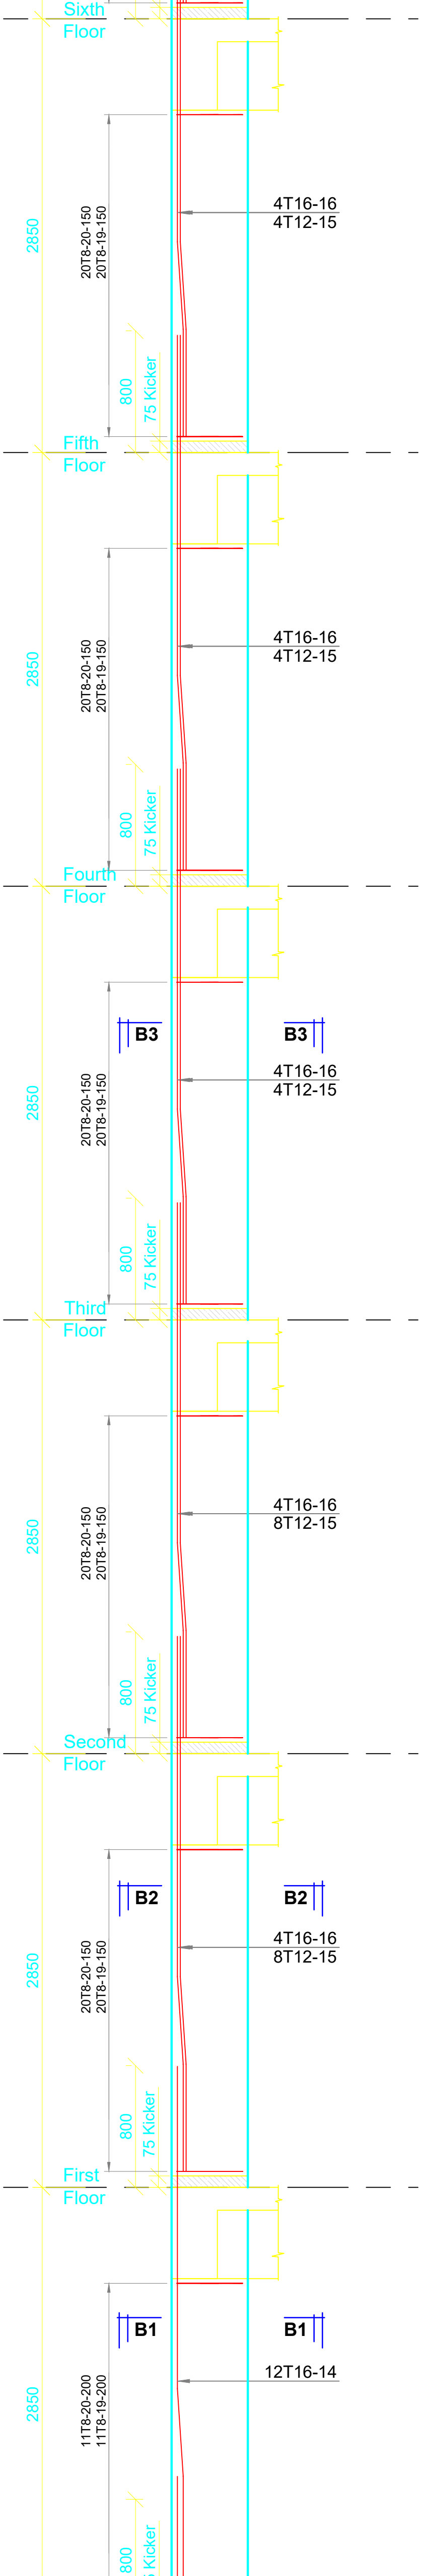 Sixth
Floor
4T16-16
4T12-15
2850
20T8-20-150
20T8-19-150
800
75 Kicker
Fifth
Floor
4T16-16
4T12-15
2850
20T8-20-150
20T8-19-150
800
75 Kicker
Fourth
Floor
B3
B3
4T16-16
4T12-15
2850
20T8-20-150
20T8-19-150
800
75 Kicker
Third
Floor
4T16-16
8T12-15
2850
20T8-20-150
20T8-19-150
800
75 Kicker
Second
Floor
B2
B2
4T16-16
8T12-15
2850
20T8-20-150
20T8-19-150
800
75 Kicker
First
Floor
B1
B1
12T16-14
2850
11T8-20-200
11T8-19-200
800
Kicker